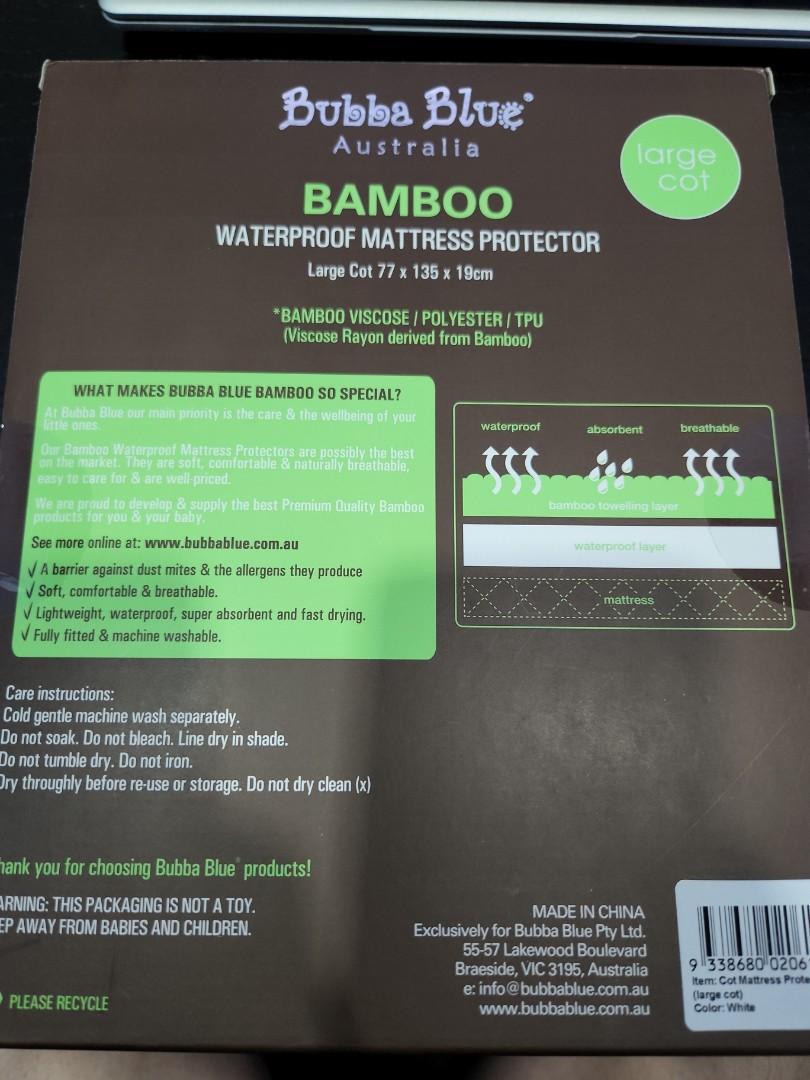 Bubba Blue®
Australia
large
cot
BAMBOO
WATERPROOF MATTRESS PROTECTOR
Large Cot 77 x 135 x 19cm
*BAMBOO VISCOSE / POLYESTER / TPU
(Viscose Rayon derived from Bamboo)
WHAT MAKES BUBBA BLUE BAMBOO SO SPECIAL?
At Bubba Blue our main priority is the care & the wellbeing of your
little ones.
Our Bamboo Waterproof Mattress Protectors are possibly the best
on the market. They are soft, comfortable & naturally breathable,
easy to care for & are well-priced.
We are proud to develop & supply the best Premium Quality Bamboo
products for you & your baby.
See more online at: www.bubbablue.com.au
✓ A barrier against dust mites & the allergens they produce
✓ Soft, comfortable & breathable.
✓ Lightweight, waterproof, super absorbent and fast drying.
✓ Fully fitted & machine washable.
waterproof absorbent breathable
bamboo towelling layer
waterproof layer
mattress
Care instructions:
Cold gentle machine wash separately.
Do not soak. Do not bleach. Line dry in shade.
Do not tumble dry. Do not iron.
Dry throughly before re-use or storage. Do not dry clean (x)
hank you for choosing Bubba Blue® products!
ARNING: THIS PACKAGING IS NOT A TOY.
EP AWAY FROM BABIES AND CHILDREN.
PLEASE RECYCLE
MADE IN CHINA
Exclusively for Bubba Blue Pty Ltd.
55-57 Lakewood Boulevard
Braeside, VIC 3195, Australia
e: info@bubbablue.com.au
www.bubbablue.com.au
9 338680 0206
Item: Cot Mattress Prote
(large cot)
Color: White